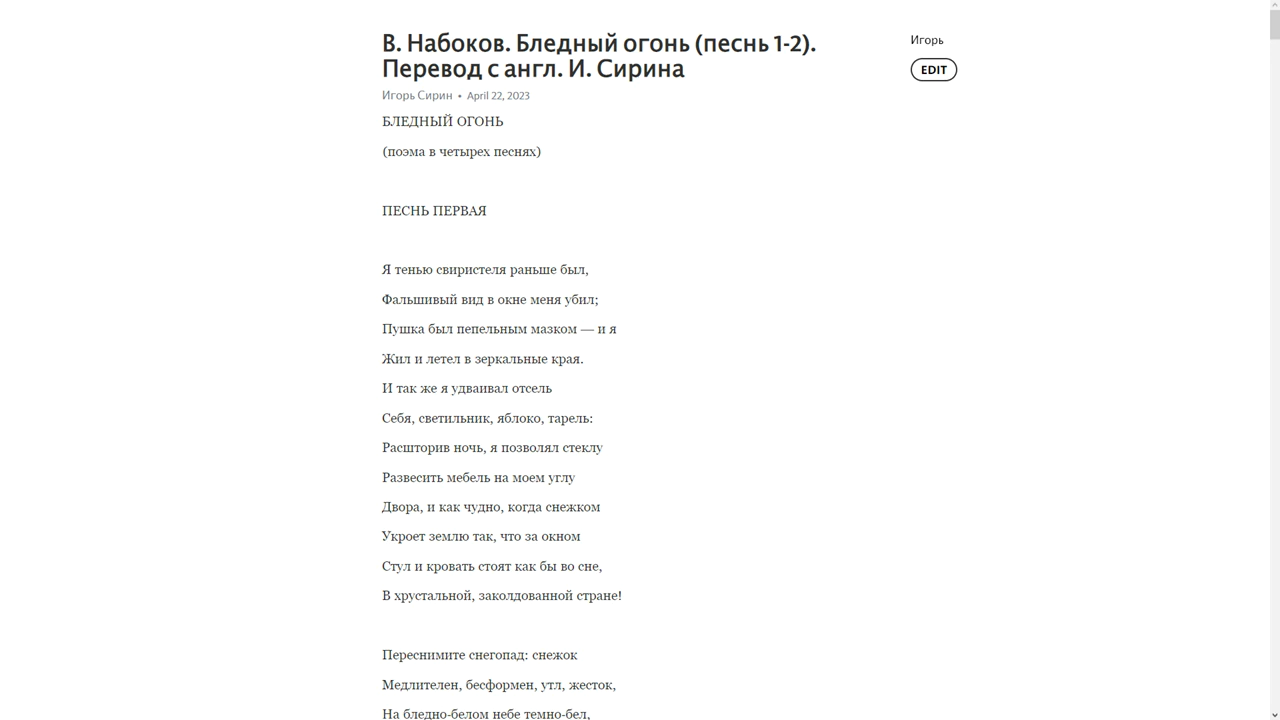 В. Набоков. Бледный огонь (песнь 1-2).
Перевод с англ. И. Сирина
Игорь Сирин • April 22, 2023
Игорь
EDIT
БЛЕДНЫЙ ОГОНЬ
(поэма в четырех песнях)
ПЕСНЬ ПЕРВАЯ
Я тенью свиристеля раньше был,
Фальшивый вид в окне меня убил;
Пушка был пепельным мазком — и я
Жил и летел в зеркальные края.
И так же я удваивал отсель
Себя, светильник, яблоко, тарель:
Расшторив ночь, я позволял стеклу
Развесить мебель на моем углу
Двора, и как чудно, когда снежком
Укроет землю так, что за окном
Стул и кровать стоят как бы во сне,
В хрустальной, заколдованной стране!
Переснимите снегопад: снежок
Медлителен, бесформен, утл, жесток,
На бледно-белом небе темно-бел,